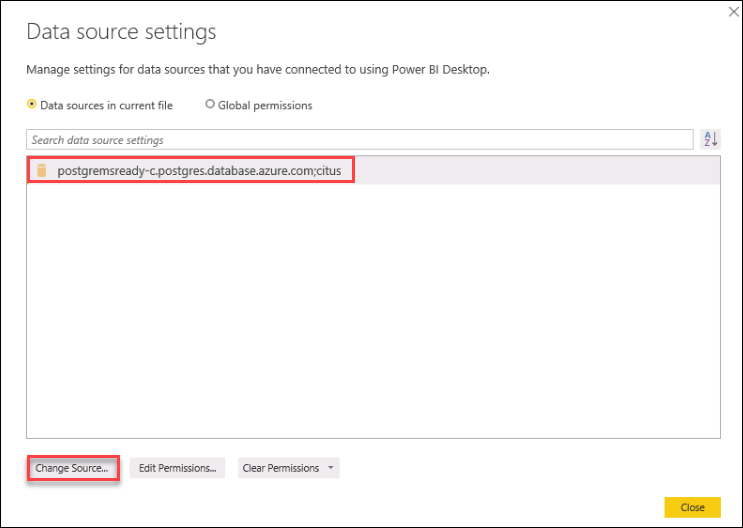 Data source settings
Manage settings for data sources that you have connected to using Power BI Desktop.
Data sources in current file Global permissions
Search data source settings
A
Z
postgremsready-c.postgres.database.azure.com;citus
Change Source... Edit Permissions... Clear Permissions
Close